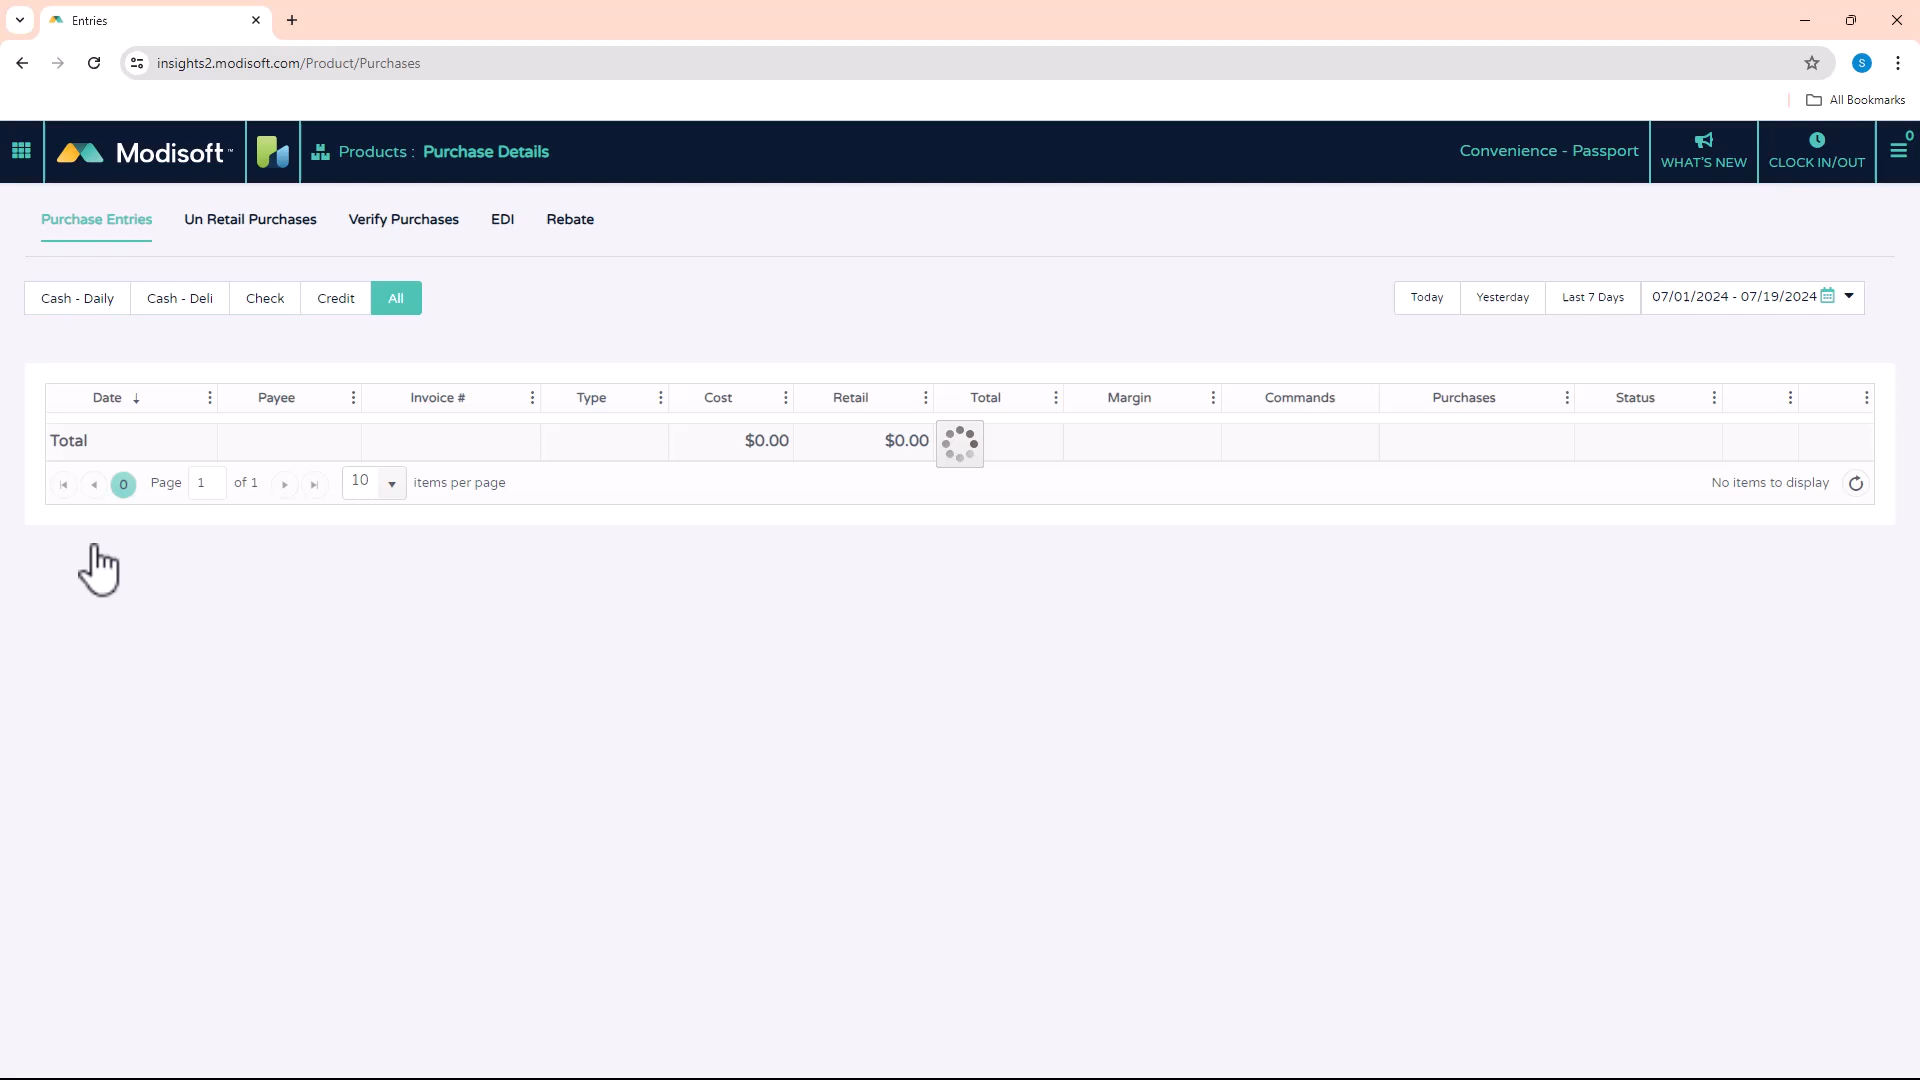 Entries
insights2.modisoft.com/Product/Purchases
S
All Bookmarks
Modisoft™
Products : Purchase Details
Convenience - Passport
WHAT'S NEW
CLOCK IN/OUT
0
Purchase Entries Un Retail Purchases Verify Purchases EDI Rebate
Cash - Daily Cash - Deli Check Credit All
Today Yesterday Last 7 Days 07/01/2024 - 07/19/2024
Date ↓ Payee Invoice # Type Cost Retail Total Margin Commands Purchases Status
Total $0.00 $0.00
0 Page 1 of 1 10 items per page No items to display